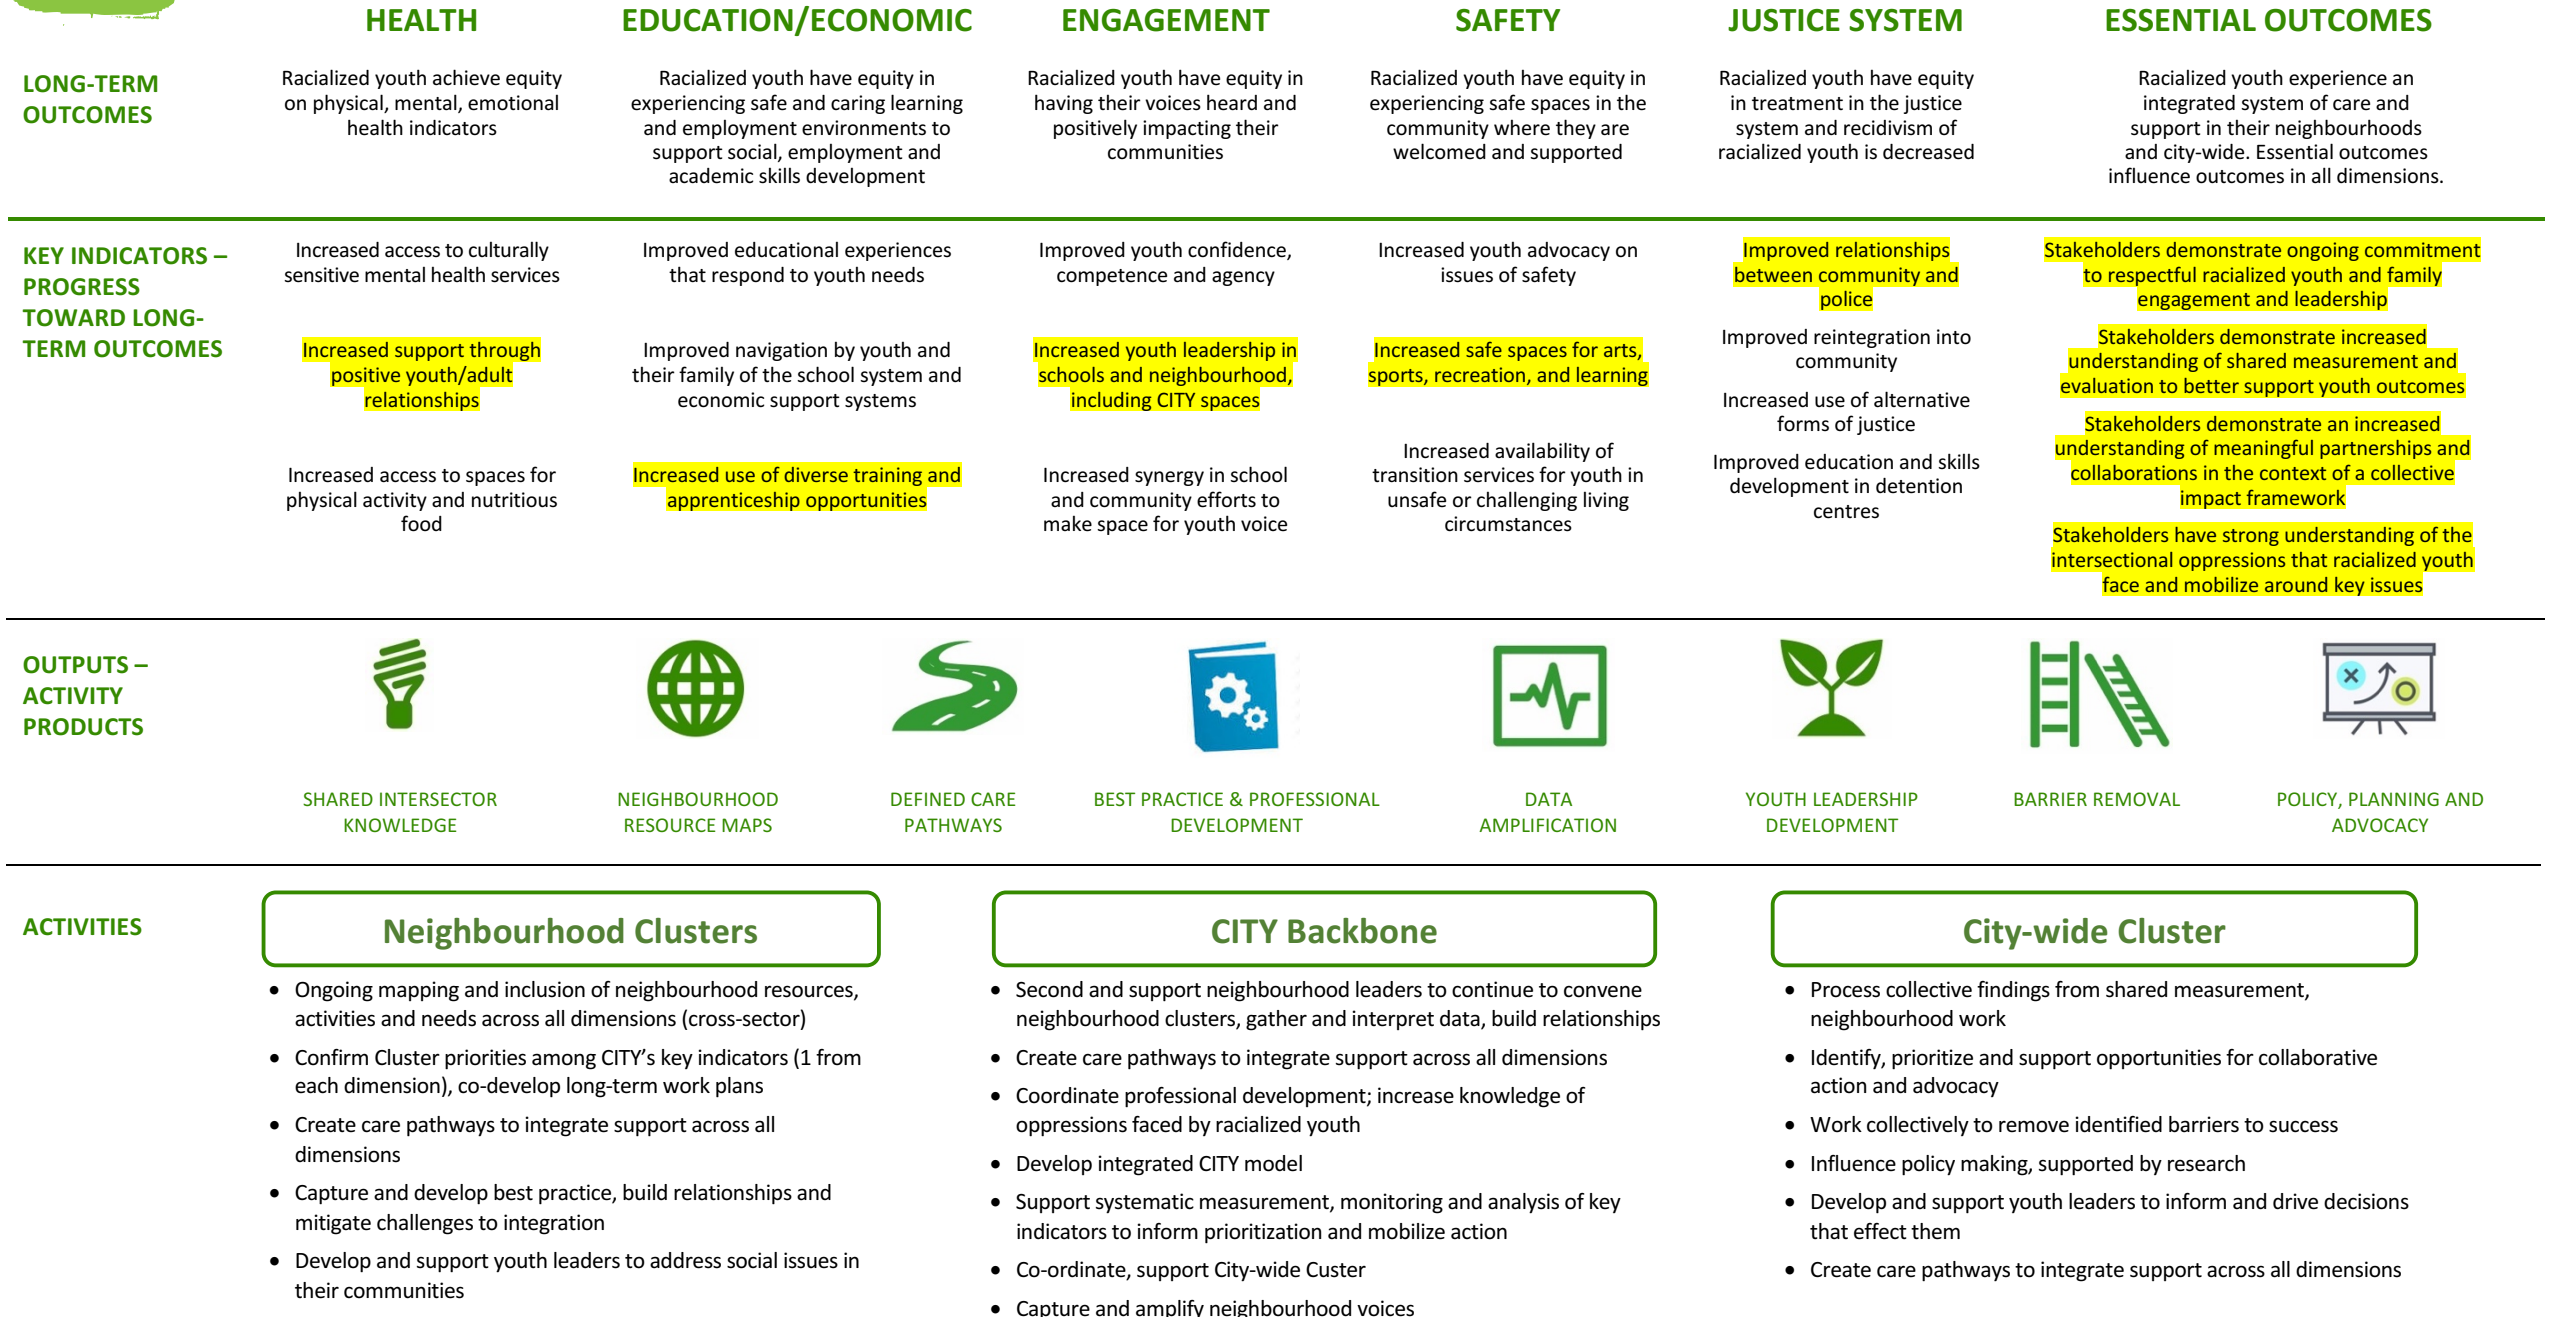 HEALTH
EDUCATION/ECONOMIC
ENGAGEMENT
SAFETY
JUSTICE SYSTEM
ESSENTIAL OUTCOMES
LONG-TERM
OUTCOMES
Racialized youth achieve equity
on physical, mental, emotional
health indicators
Racialized youth have equity in
experiencing safe and caring learning
and employment environments to
support social, employment and
academic skills development
Racialized youth have equity in
having their voices heard and
positively impacting their
communities
Racialized youth have equity in
experiencing safe spaces in the
community where they are
welcomed and supported
Racialized youth have equity
in treatment in the justice
system and recidivism of
racialized youth is decreased
Racialized youth experience an
integrated system of care and
support in their neighbourhoods
and city-wide. Essential outcomes
influence outcomes in all dimensions.
KEY INDICATORS –
PROGRESS
TOWARD LONG-
TERM OUTCOMES
Increased access to culturally
sensitive mental health services
Increased support through
positive youth/adult
relationships
Increased access to spaces for
physical activity and nutritious
food
Improved educational experiences
that respond to youth needs
Improved navigation by youth and
their family of the school system and
economic support systems
Increased use of diverse training and
apprenticeship opportunities
Improved youth confidence,
competence and agency
Increased youth leadership in
schools and neighbourhood,
including CITY spaces
Increased synergy in school
and community efforts to
make space for youth voice
Increased youth advocacy on
issues of safety
Increased safe spaces for arts,
sports, recreation, and learning
Increased availability of
transition services for youth in
unsafe or challenging living
circumstances
Improved relationships
between community and
police
Improved reintegration into
community
Increased use of alternative
forms of justice
Improved education and skills
development in detention
centres
Stakeholders demonstrate ongoing commitment
to respectful racialized youth and family
engagement and leadership
Stakeholders demonstrate increased
understanding of shared measurement and
evaluation to better support youth outcomes
Stakeholders demonstrate an increased
understanding of meaningful partnerships and
collaborations in the context of a collective
impact framework
Stakeholders have strong understanding of the
intersectional oppressions that racialized youth
face and mobilize around key issues
OUTPUTS –
ACTIVITY
PRODUCTS
SHARED INTERSECTOR
KNOWLEDGE
NEIGHBOURHOOD
RESOURCE MAPS
DEFINED CARE
PATHWAYS
BEST PRACTICE & PROFESSIONAL
DEVELOPMENT
DATA
AMPLIFICATION
YOUTH LEADERSHIP
DEVELOPMENT
BARRIER REMOVAL
POLICY, PLANNING AND
ADVOCACY
ACTIVITIES
Neighbourhood Clusters
• Ongoing mapping and inclusion of neighbourhood resources,
activities and needs across all dimensions (cross-sector)
• Confirm Cluster priorities among CITY’s key indicators (1 from
each dimension), co-develop long-term work plans
• Create care pathways to integrate support across all
dimensions
• Capture and develop best practice, build relationships and
mitigate challenges to integration
• Develop and support youth leaders to address social issues in
their communities
CITY Backbone
• Second and support neighbourhood leaders to continue to convene
neighbourhood clusters, gather and interpret data, build relationships
• Create care pathways to integrate support across all dimensions
• Coordinate professional development; increase knowledge of
oppressions faced by racialized youth
• Develop integrated CITY model
• Support systematic measurement, monitoring and analysis of key
indicators to inform prioritization and mobilize action
• Co-ordinate, support City-wide Custer
• Capture and amplify neighbourhood voices
City-wide Cluster
• Process collective findings from shared measurement,
neighbourhood work
• Identify, prioritize and support opportunities for collaborative
action and advocacy
• Work collectively to remove identified barriers to success
• Influence policy making, supported by research
• Develop and support youth leaders to inform and drive decisions
that effect them
• Create care pathways to integrate support across all dimensions